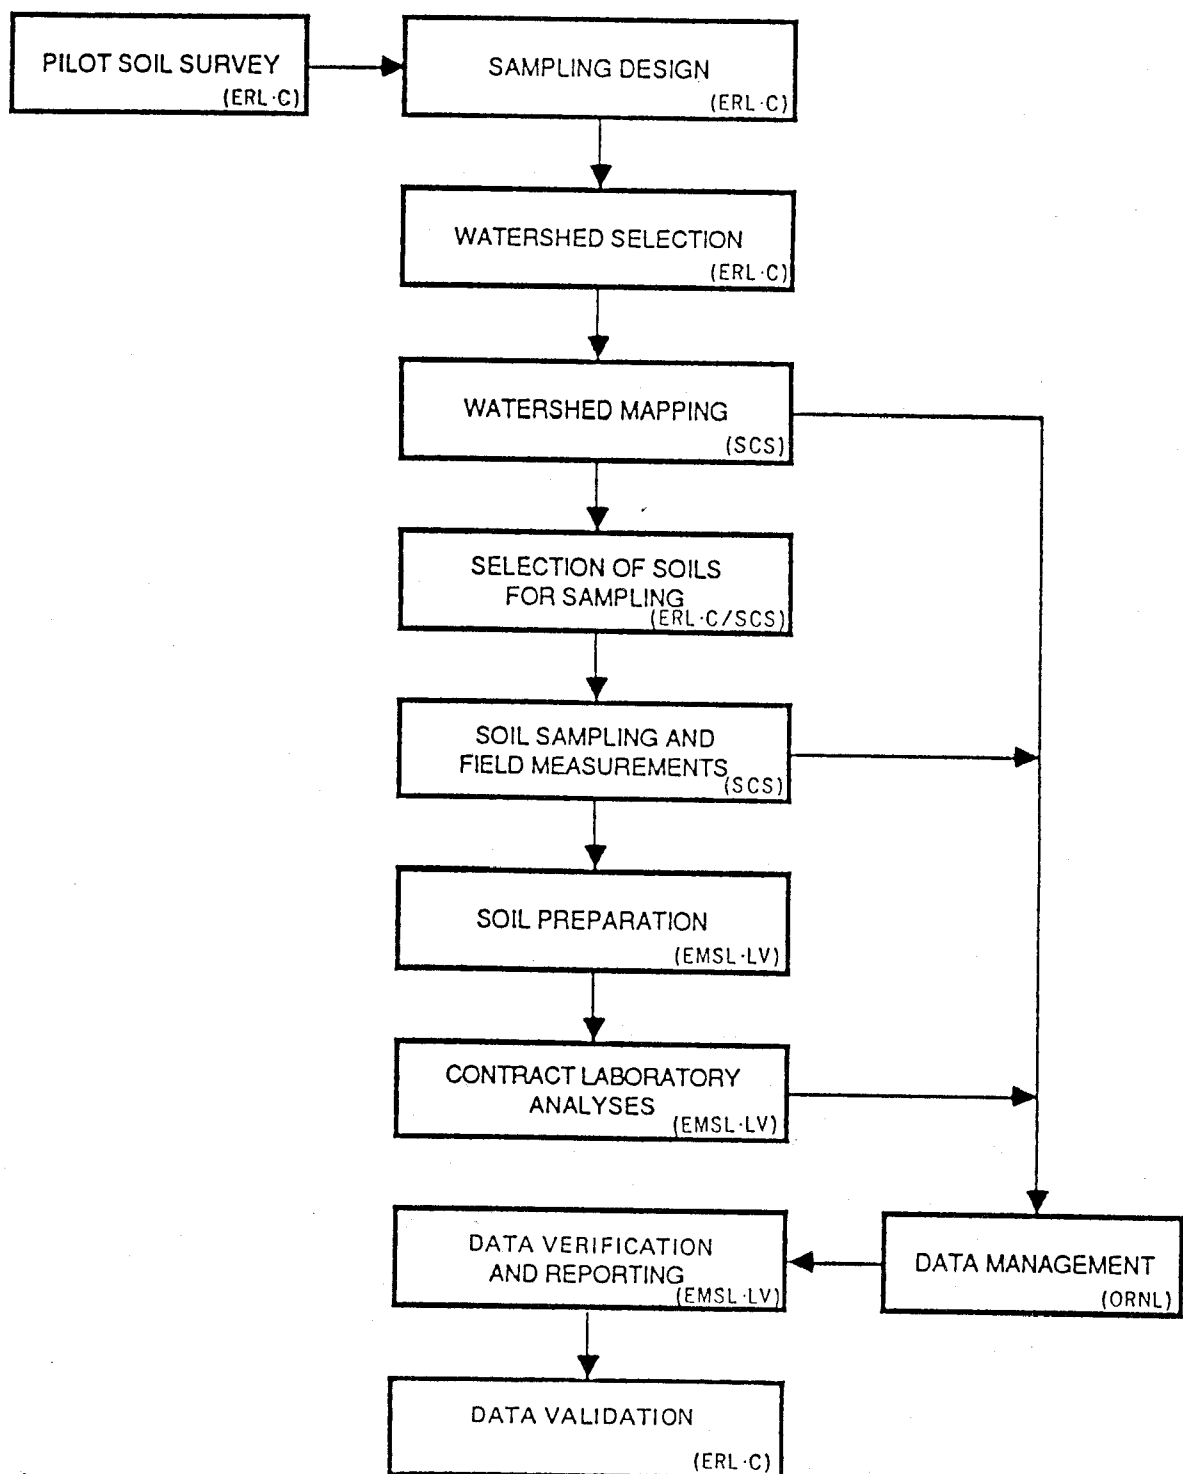 PILOT SOIL SURVEY
(ERL·C)
SAMPLING DESIGN
(ERL·C)
WATERSHED SELECTION
(ERL·C)
WATERSHED MAPPING
(SCS)
SELECTION OF SOILS
FOR SAMPLING
(ERL·C/SCS)
SOIL SAMPLING AND
FIELD MEASUREMENTS
(SCS)
SOIL PREPARATION
(EMSL·LV)
CONTRACT LABORATORY
ANALYSES
(EMSL·LV)
DATA VERIFICATION
AND REPORTING
(EMSL·LV)
DATA MANAGEMENT
(ORNL)
DATA VALIDATION
(ERL·C)